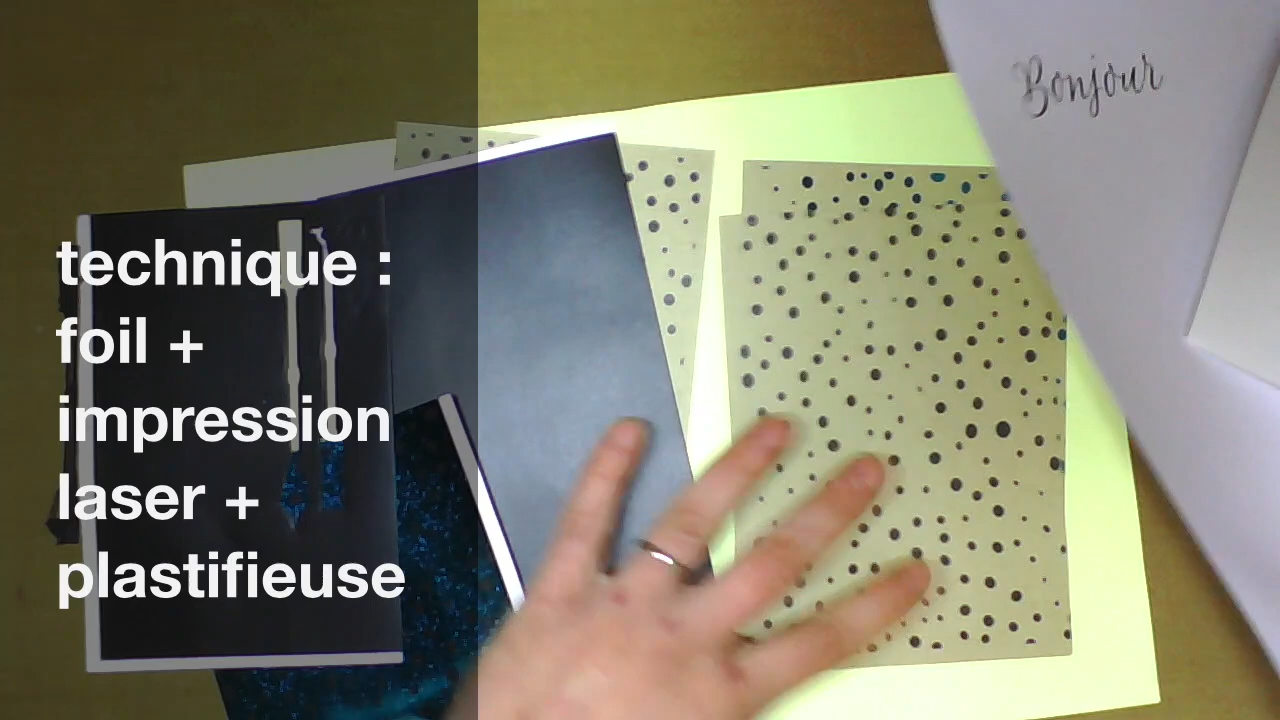 technique :
foil +
impression
laser +
plastifieuse
Bonjour